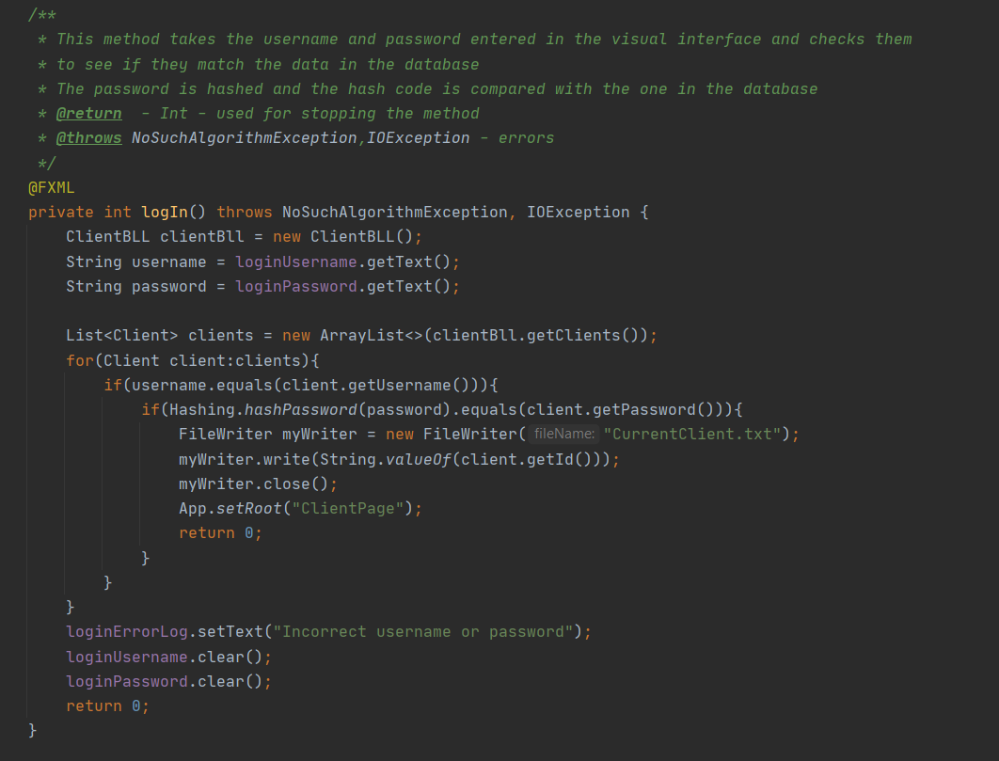 /**
 * This method takes the username and password entered in the visual interface and checks them
 * to see if they match the data in the database
 * The password is hashed and the hash code is compared with the one in the database
 * @return  - Int - used for stopping the method
 * @throws NoSuchAlgorithmException,IOException - errors
 */
@FXML
private int logIn() throws NoSuchAlgorithmException, IOException {
    ClientBLL clientBll = new ClientBLL();
    String username = loginUsername.getText();
    String password = loginPassword.getText();

    List<Client> clients = new ArrayList<>(clientBll.getClients());
    for(Client client:clients){
        if(username.equals(client.getUsername())){
            if(Hashing.hashPassword(password).equals(client.getPassword())){
                FileWriter myWriter = new FileWriter( fileName: "CurrentClient.txt");
                myWriter.write(String.valueOf(client.getId()));
                myWriter.close();
                App.setRoot("ClientPage");
                return 0;
            }
        }
    }
    loginErrorLog.setText("Incorrect username or password");
    loginUsername.clear();
    loginPassword.clear();
    return 0;
}